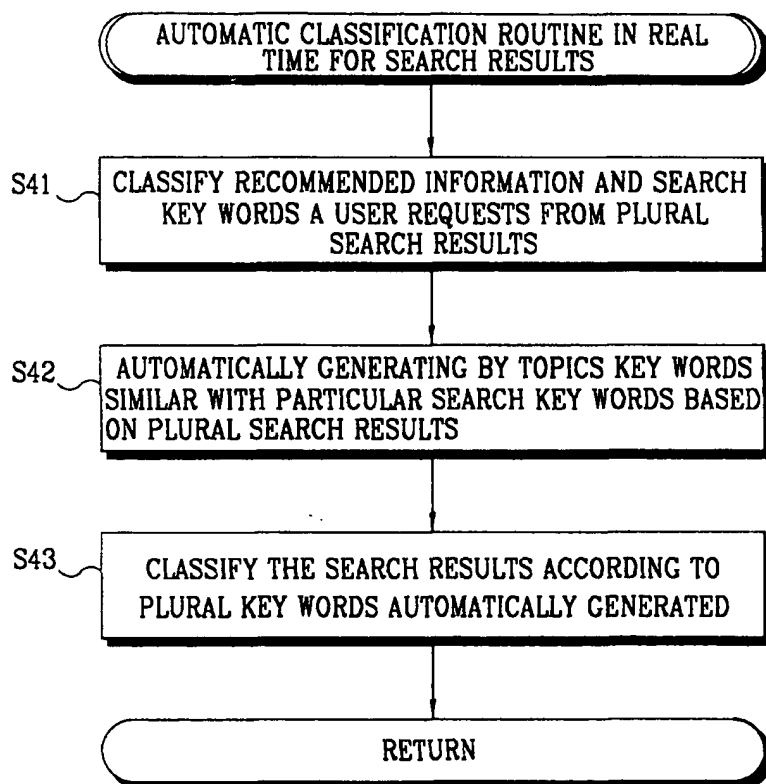 AUTOMATIC CLASSIFICATION ROUTINE IN REAL
TIME FOR SEARCH RESULTS
S41
CLASSIFY RECOMMENDED INFORMATION AND SEARCH
KEY WORDS A USER REQUESTS FROM PLURAL
SEARCH RESULTS
S42
AUTOMATICALLY GENERATING BY TOPICS KEY WORDS
SIMILAR WITH PARTICULAR SEARCH KEY WORDS BASED
ON PLURAL SEARCH RESULTS
S43
CLASSIFY THE SEARCH RESULTS ACCORDING TO
PLURAL KEY WORDS AUTOMATICALLY GENERATED
RETURN